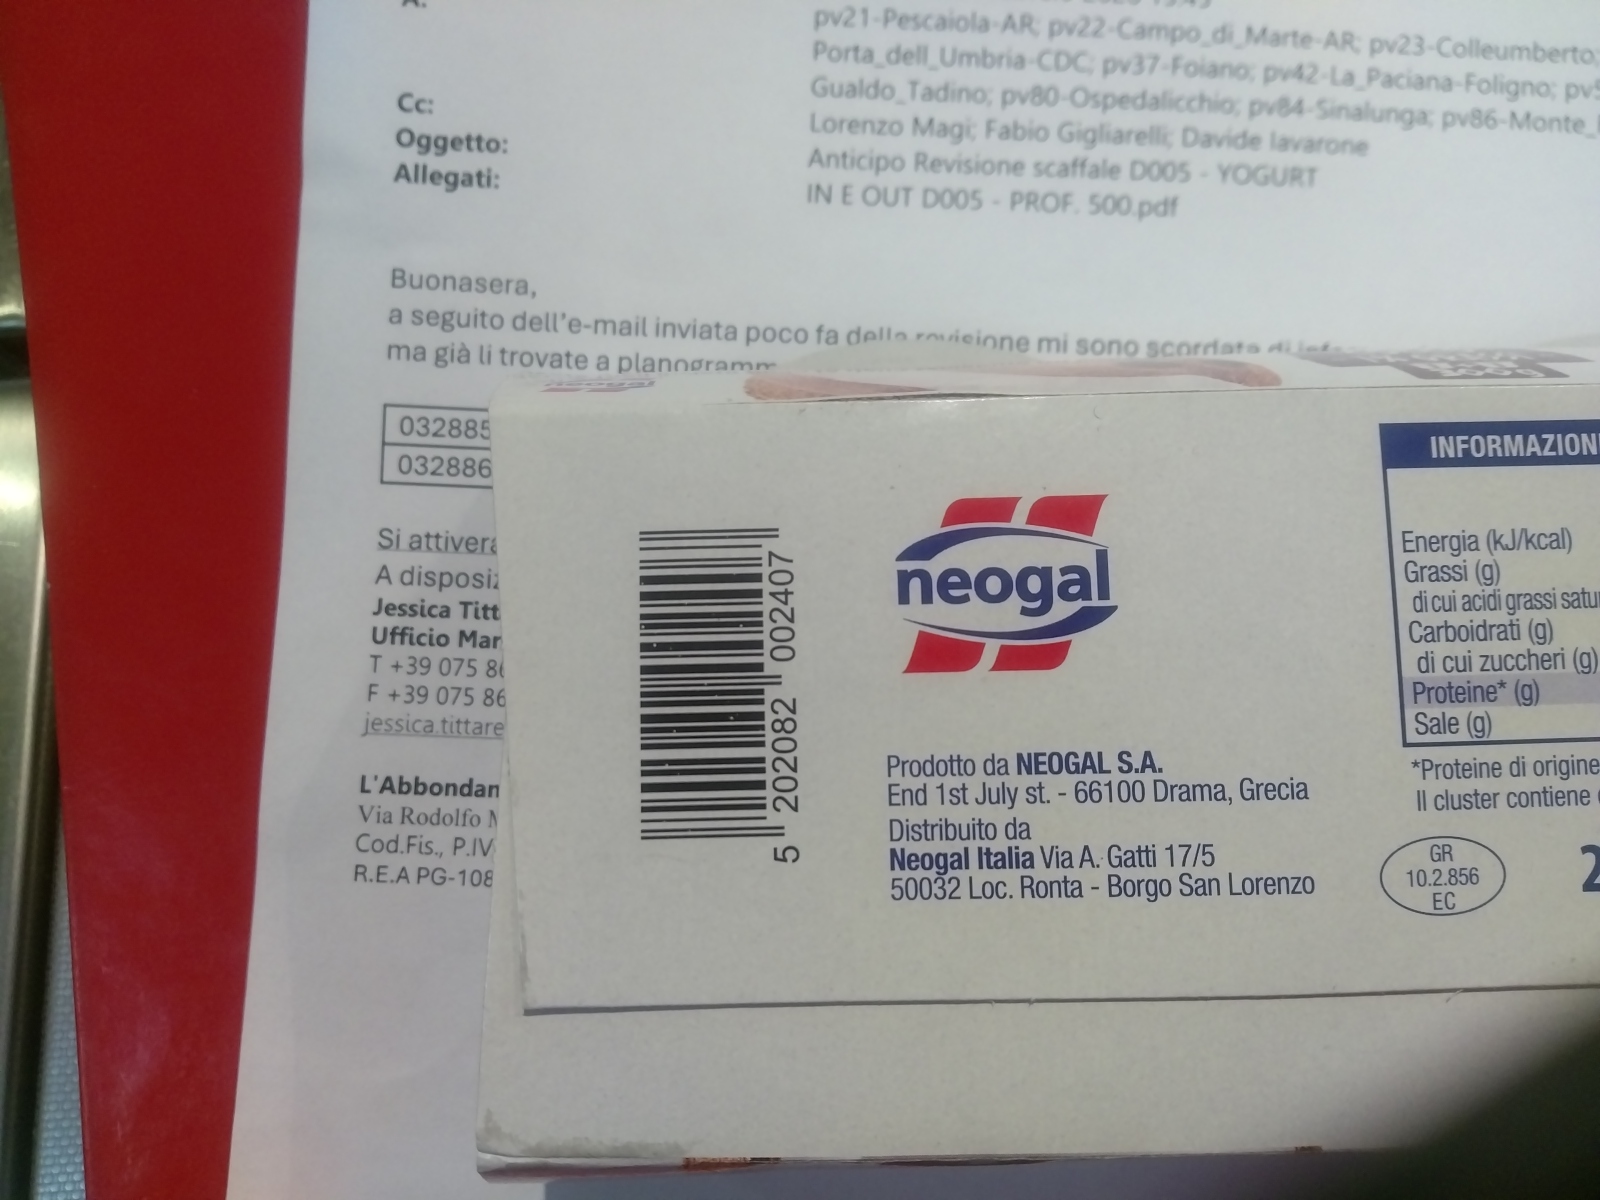 A:
pv21-Pescaiola-AR; pv22-Campo_di_Marte-AR; pv23-Colleumberto;
Porta_dell_Umbria-CDC; pv37-Foiano; pv42-La_Paciana-Foligno;
Gualdo_Tadino; pv80-Ospedalicchio; pv84-Sinalunga; pv86-Monte_
Cc: Lorenzo Magi; Fabio Gigliarelli; Davide Iavarone
Oggetto: Anticipo Revisione scaffale D005 - YOGURT
Allegati: IN E OUT D005 - PROF. 500.pdf
Buonasera,
a seguito dell'e-mail inviata poco fa della revisione mi sono scordata di
ma già li trovate a planogramm
032885
032886
Si attiver
A disposiz
Jessica Titt
Ufficio Mar
T +39 075 8
F +39 075 86
jessica.tittare
L'Abbondan
Via Rodolfo
Cod.Fis., P.IV
R.E.A PG-108
neogal
5 202082 002407
neogal
Prodotto da NEOGAL S.A.
End 1st July st. - 66100 Drama, Grecia
Distribuito da
Neogal Italia Via A. Gatti 17/5
50032 Loc. Ronta - Borgo San Lorenzo
INFORMAZION
Energia (kJ/kcal)
Grassi (g)
di cui acidi grassi satu
Carboidrati (g)
di cui zuccheri (g)
Proteine* (g)
Sale (g)
*Proteine di origine
Il cluster contiene
GR
10.2.856
EC
2